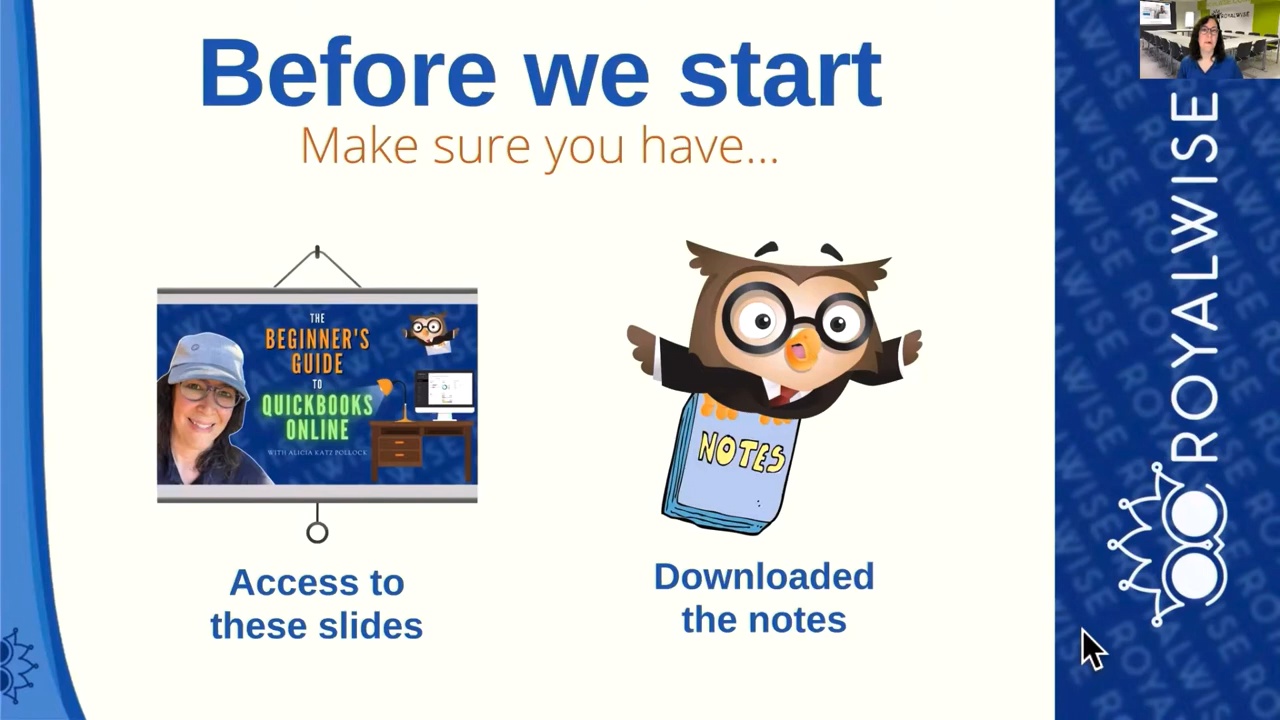 Before we start
Make sure you have...
THE
BEGINNER'S
GUIDE
TO
QUICKBOOKS
ONLINE
WITH ALICIA KATZ POLLOCK
NOTES
Access to
these slides
Downloaded
the notes
ROYALWISE
ROYALWISE